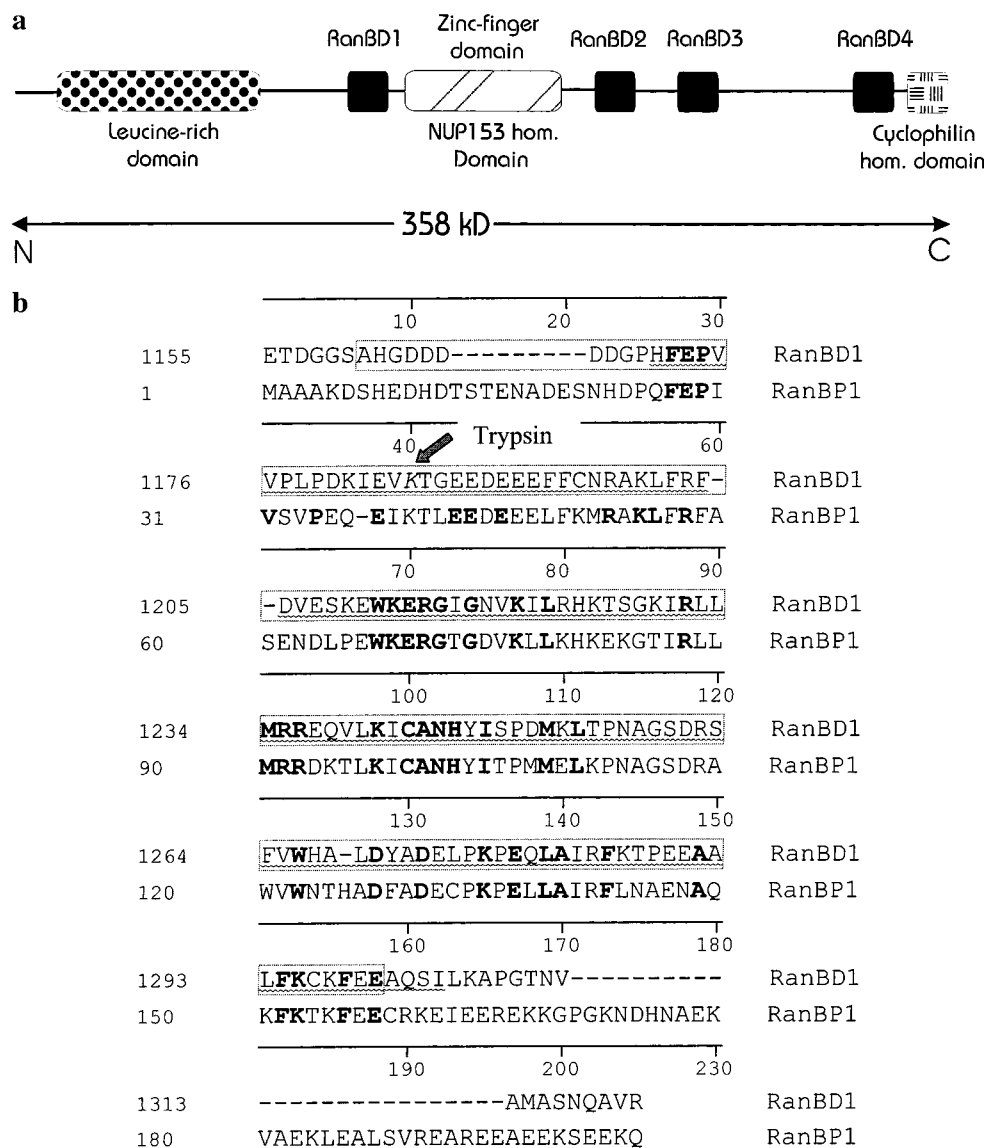 a
RanBD1 Zinc-finger domain RanBD2 RanBD3 RanBD4
Leucine-rich domain NUP153 hom. Domain Cyclophilin hom. domain
358 kD
N C
b
10 20 30
1155 ETDGGSAHGDDD---------DDGPHFEPV RanBD1
1 MAAAKDSHEDHDTSTENADESNHDPQFEPI RanBP1
40 Trypsin 60
1176 VPLPDKIEVKTGEEDEEEFFCNRAKLFRF- RanBD1
31 VSVPEQ-EIKTLEEDEEELFKMRAKLFRFA RanBP1
70 80 90
1205 -DVESKEWKERGIGNVKILRHKTSGKIRLL RanBD1
60 SENDLPEWKERGTGDVKLLKHKEKGTIRLL RanBP1
100 110 120
1234 MRREQVLKICANHYISPDMKLTPNAGSDRS RanBD1
90 MRRDKTLKICANHYITPMMELKPNAGSDRA RanBP1
130 140 150
1264 FVWHA-LDYADELPKPEQLAIRFKTPEEAA RanBD1
120 WVWNTHADFADECPKPELLAIRFLNAENAQ RanBP1
160 170 180
1293 LFKCKFEEAQSILKAPGTNV---------- RanBD1
150 KFKTKFEECRKEIEEREKKGPGKNDHNAEK RanBP1
190 200 230
1313 ----------------AMASNQAVR RanBD1
180 VAEKLEALSVREAREEAEEKSEEKQ RanBP1